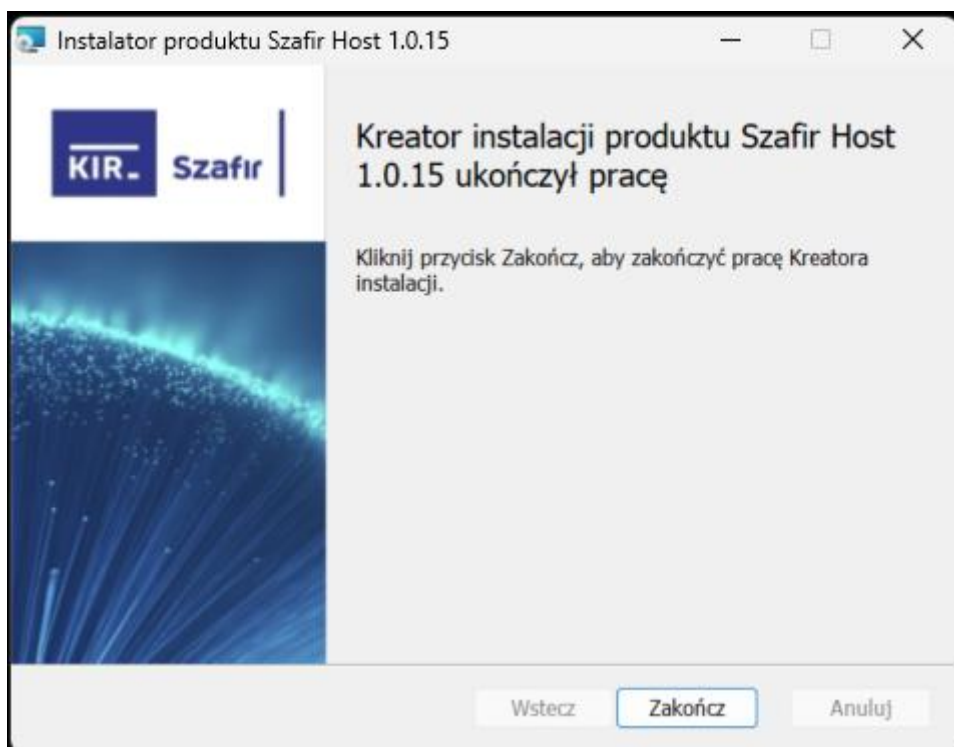 Instalator produktu Szafir Host 1.0.15
KIR Szafir
Kreator instalacji produktu Szafir Host
1.0.15 ukończył pracę
Kliknij przycisk Zakończ, aby zakończyć pracę Kreatora
instalacji.
Wstecz Zakończ Anuluj